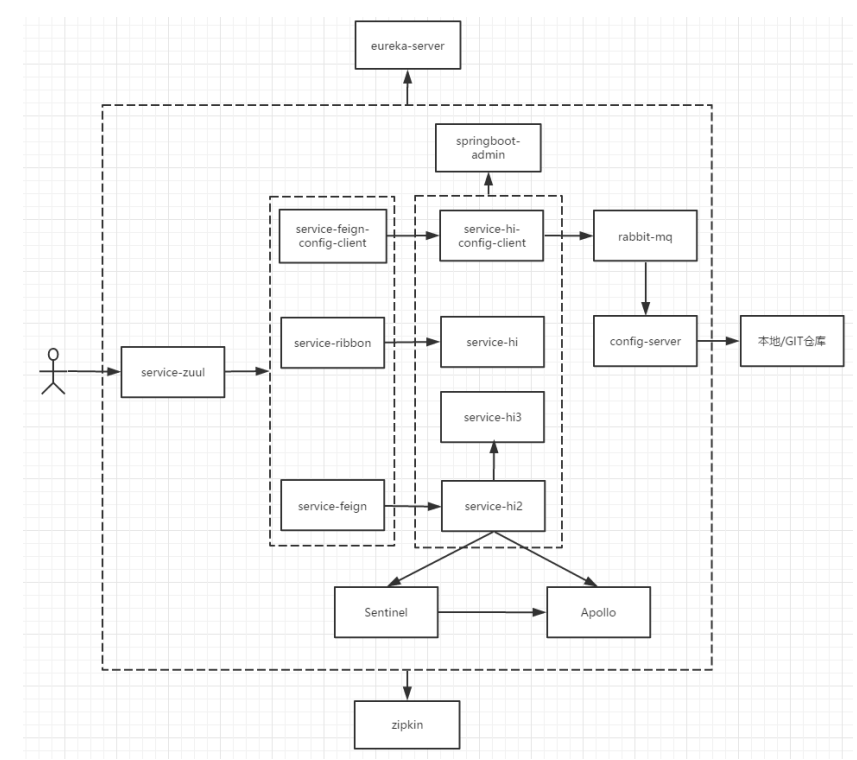 eureka-server
springboot-
admin
service-feign-
config-client
service-hi-
config-client
rabbit-mq
service-ribbon
service-hi
config-server
本地/GIT仓库
service-zuul
service-hi3
service-feign
service-hi2
Sentinel
Apollo
zipkin